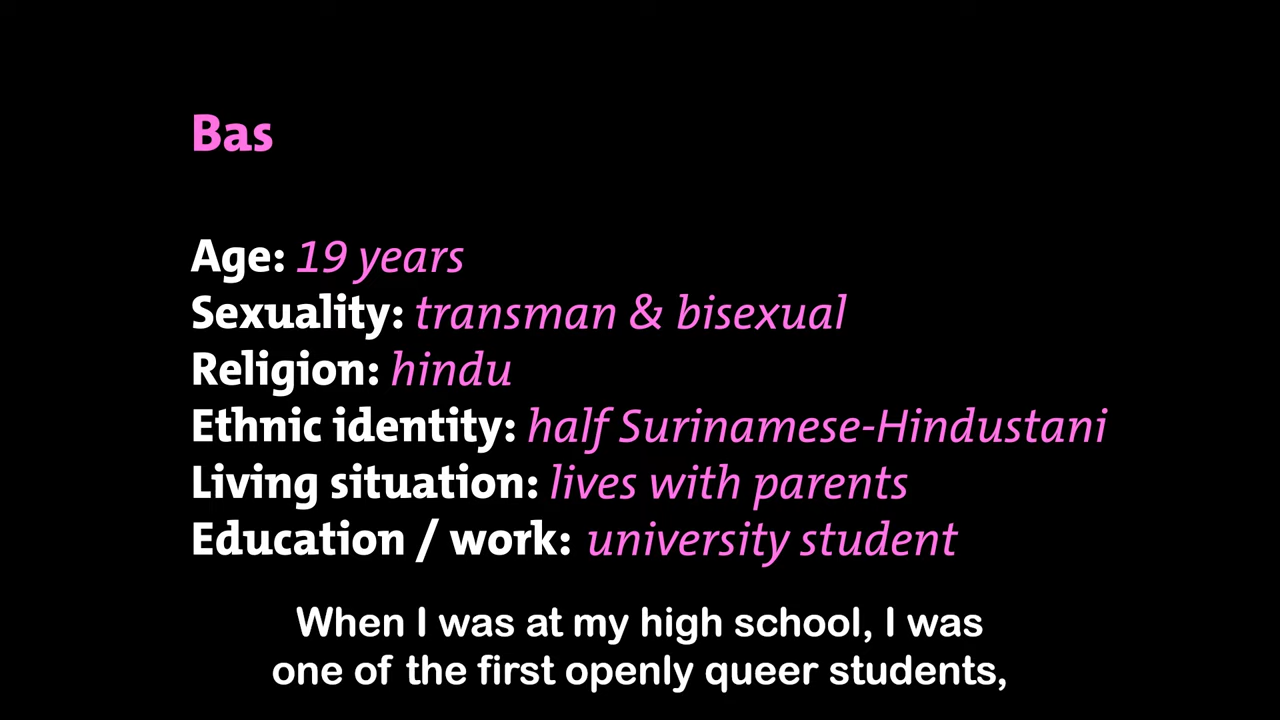 Bas
Age: 19 years
Sexuality: transman & bisexual
Religion: hindu
Ethnic identity: half Surinamese-Hindustani
Living situation: lives with parents
Education / work: university student
When I was at my high school, I was
one of the first openly queer students,